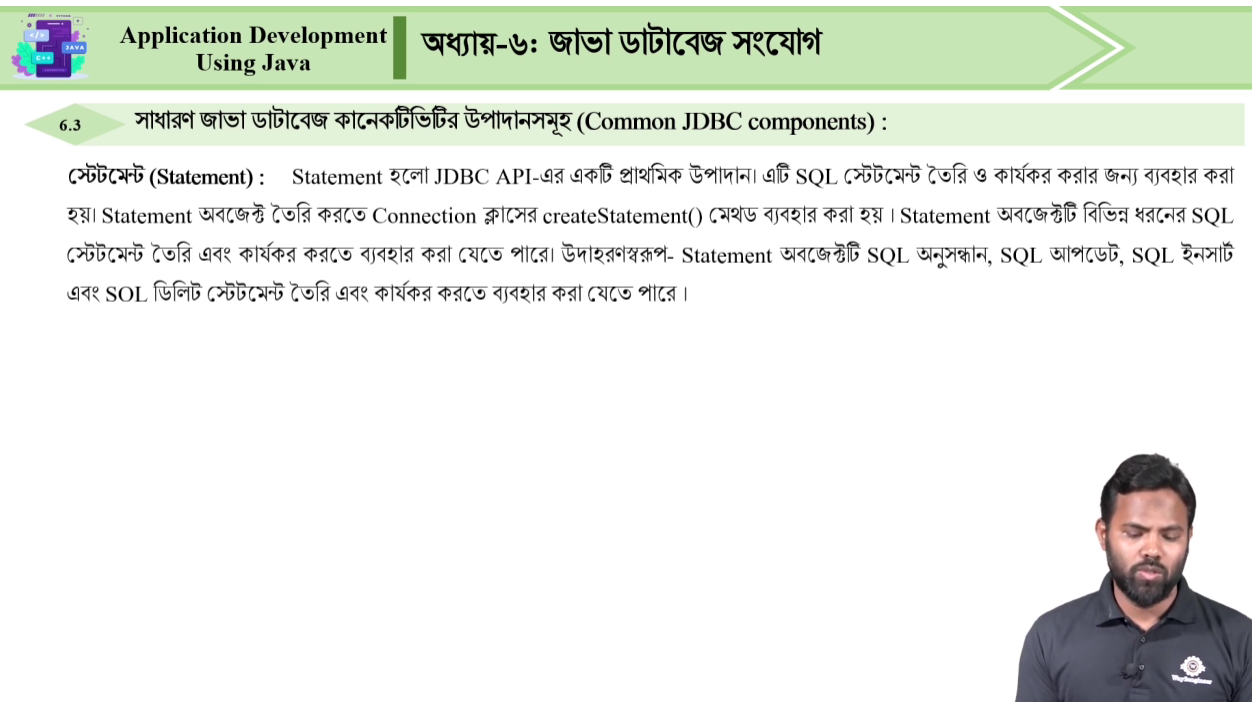 Application Development
Using Java
অধ্যায়-৬: জাভা ডাটাবেজ সংযোগ
</>
JAVA
C++
6.3
সাধারণ জাভা ডাটাবেজ কানেকটিভিটির উপাদানসমূহ (Common JDBC components) :
স্টেটমেন্ট (Statement) : Statement হলো JDBC API-এর একটি প্রাথমিক উপাদান। এটি SQL স্টেটমেন্ট তৈরি ও কার্যকর করার জন্য ব্যবহার করা
হয়। Statement অবজেক্ট তৈরি করতে Connection ক্লাসের createStatement() মেথড ব্যবহার করা হয় । Statement অবজেক্টটি বিভিন্ন ধরনের SQL
স্টেটমেন্ট তৈরি এবং কার্যকর করতে ব্যবহার করা যেতে পারে। উদাহরণস্বরূপ- Statement অবজেক্টটি SQL অনুসন্ধান, SQL আপডেট, SQL ইনসার্ট
এবং SOL ডিলিট স্টেটমেন্ট তৈরি এবং কার্যকর করতে ব্যবহার করা যেতে পারে ।